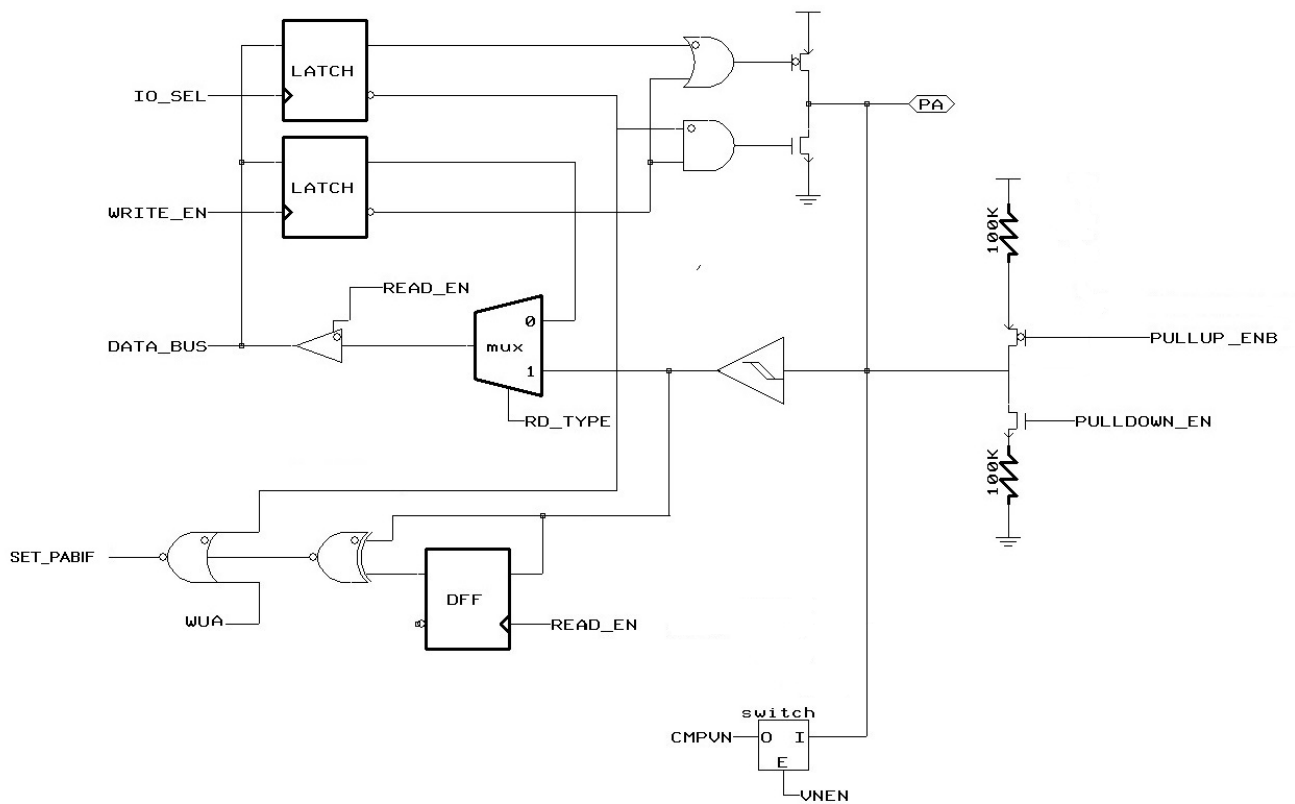 LATCH
IO_SEL
PA
LATCH
WRITE_EN
100K
READ_EN
0
DATA_BUS
mux
1
PULLUP_ENB
RD_TYPE
PULLDOWN_EN
100K
SET_PABIF
DFF
WUA
READ_EN
switch
CMPVN
O I
E
VNEN